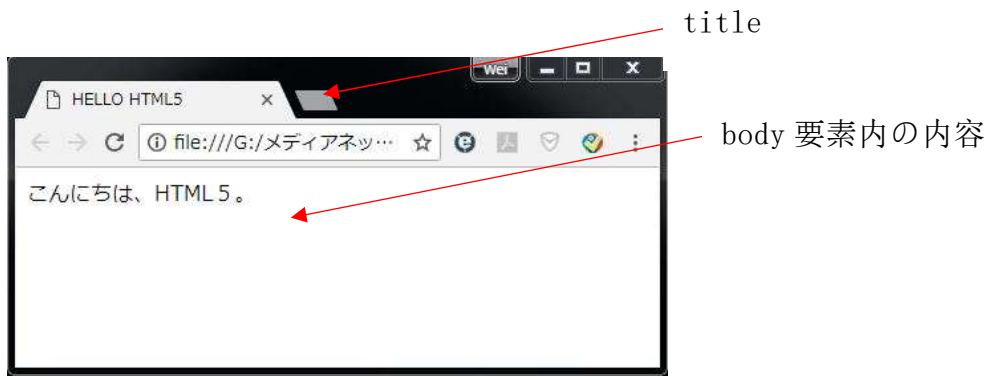 title
Wei
HELLO HTML5
file:///G:/メディアネッ…
body 要素内の内容
こんにちは、HTML５。